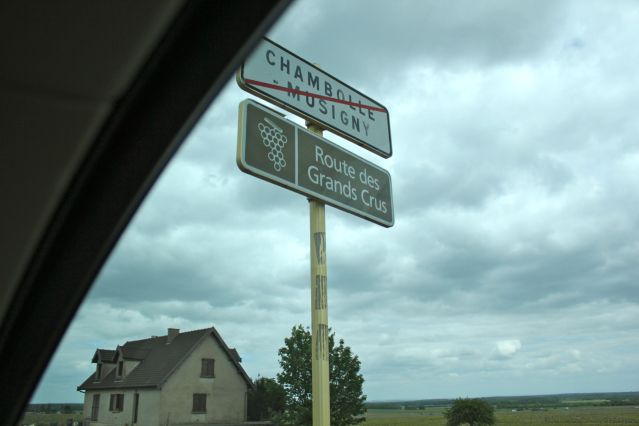 CHAMBOLLE
-MUSIGNY
Route des
Grands Crus